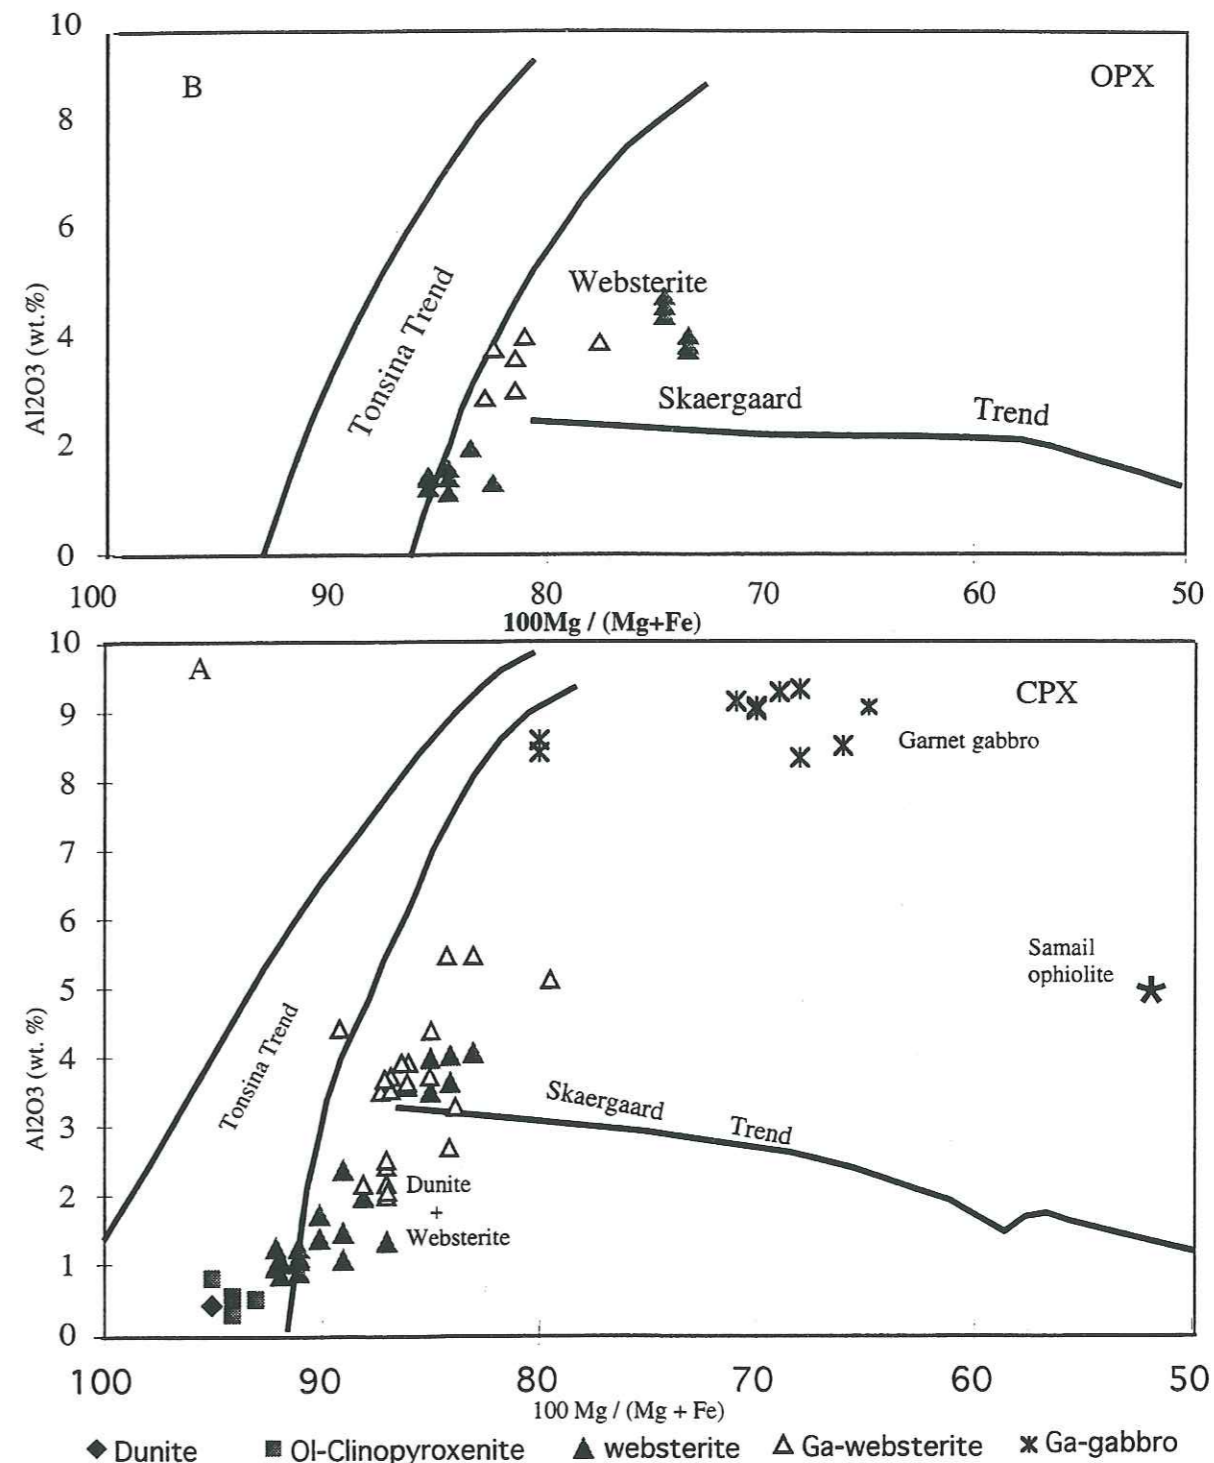 10
B
OPX
8
6
Websterite
Al2O3 (wt.%)
Tonsina Trend
4
Skaergaard Trend
2
0
100 90 80 70 60 50
100Mg / (Mg+Fe)
10
A
CPX
9
Garnet gabbro
8
7
6
Samail
ophiolite
5
Al2O3 (wt. %)
Tonsina Trend
4
Skaergaard Trend
3
2
Dunite
+
Websterite
1
0
100 90 80 70 60 50
100 Mg / (Mg + Fe)
Dunite Ol-Clinopyroxenite websterite Ga-websterite Ga-gabbro